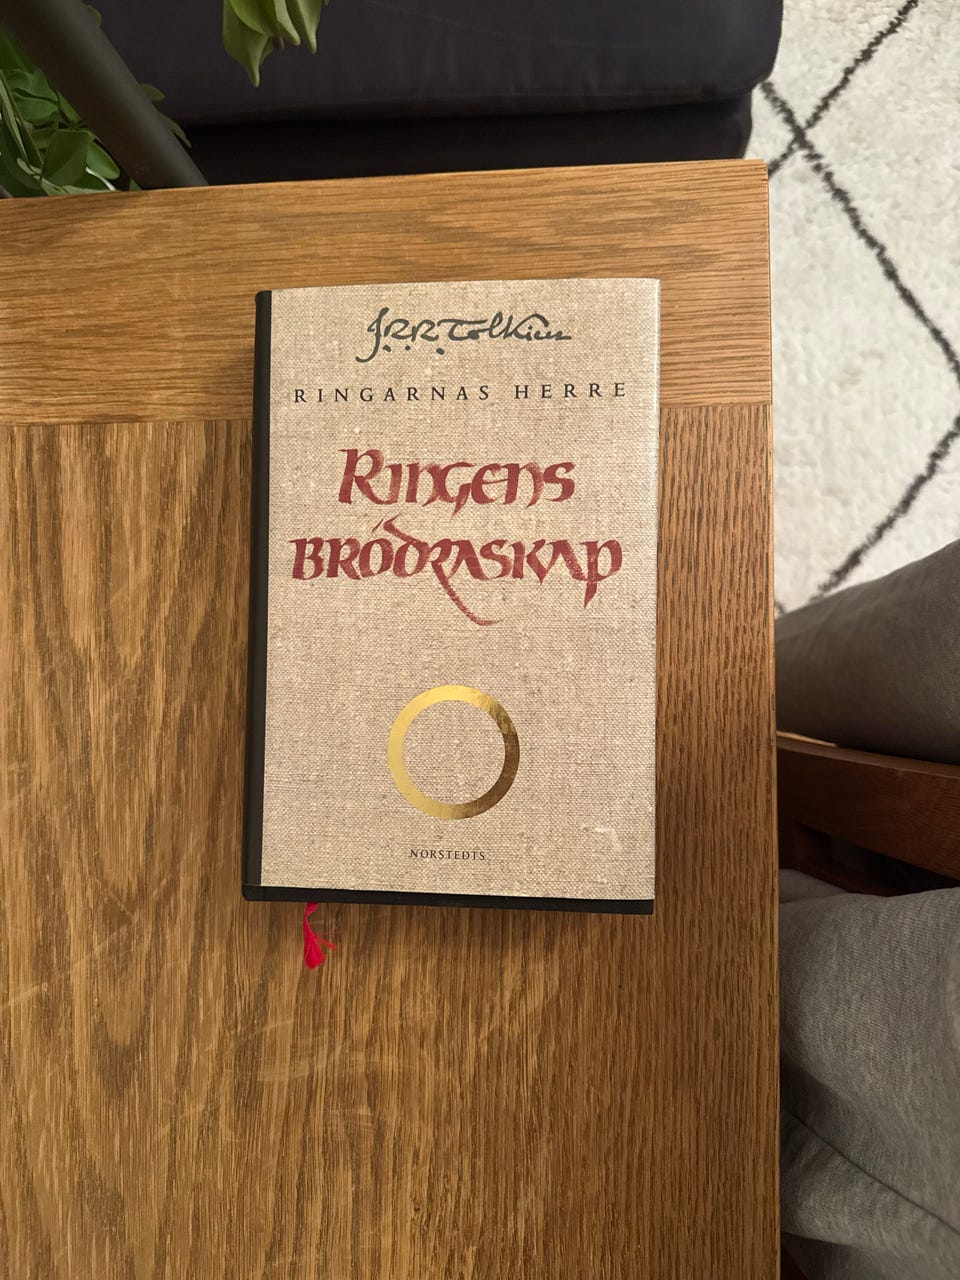 J.R.R. Tolkien
RINGARNAS HERRE
RINGENS
BRÖDRASKAP
NORSTEDTS